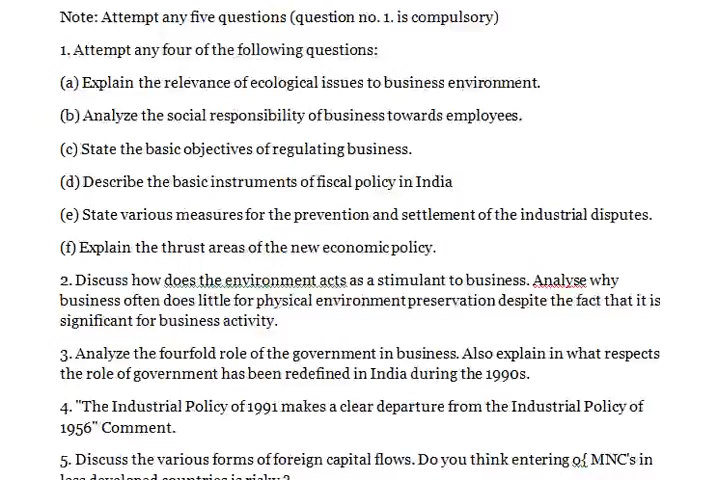 Note: Attempt any five questions (question no. 1. is compulsory)
1. Attempt any four of the following questions:
(a) Explain the relevance of ecological issues to business environment.
(b) Analyze the social responsibility of business towards employees.
(c) State the basic objectives of regulating business.
(d) Describe the basic instruments of fiscal policy in India
(e) State various measures for the prevention and settlement of the industrial disputes.
(f) Explain the thrust areas of the new economic policy.
2. Discuss how does the environment acts as a stimulant to business. Analyse why
business often does little for physical environment preservation despite the fact that it is
significant for business activity.
3. Analyze the fourfold role of the government in business. Also explain in what respects
the role of government has been redefined in India during the 1990s.
4. "The Industrial Policy of 1991 makes a clear departure from the Industrial Policy of
1956" Comment.
5. Discuss the various forms of foreign capital flows. Do you think entering o{ MNC's in
less developed countries is risky ?